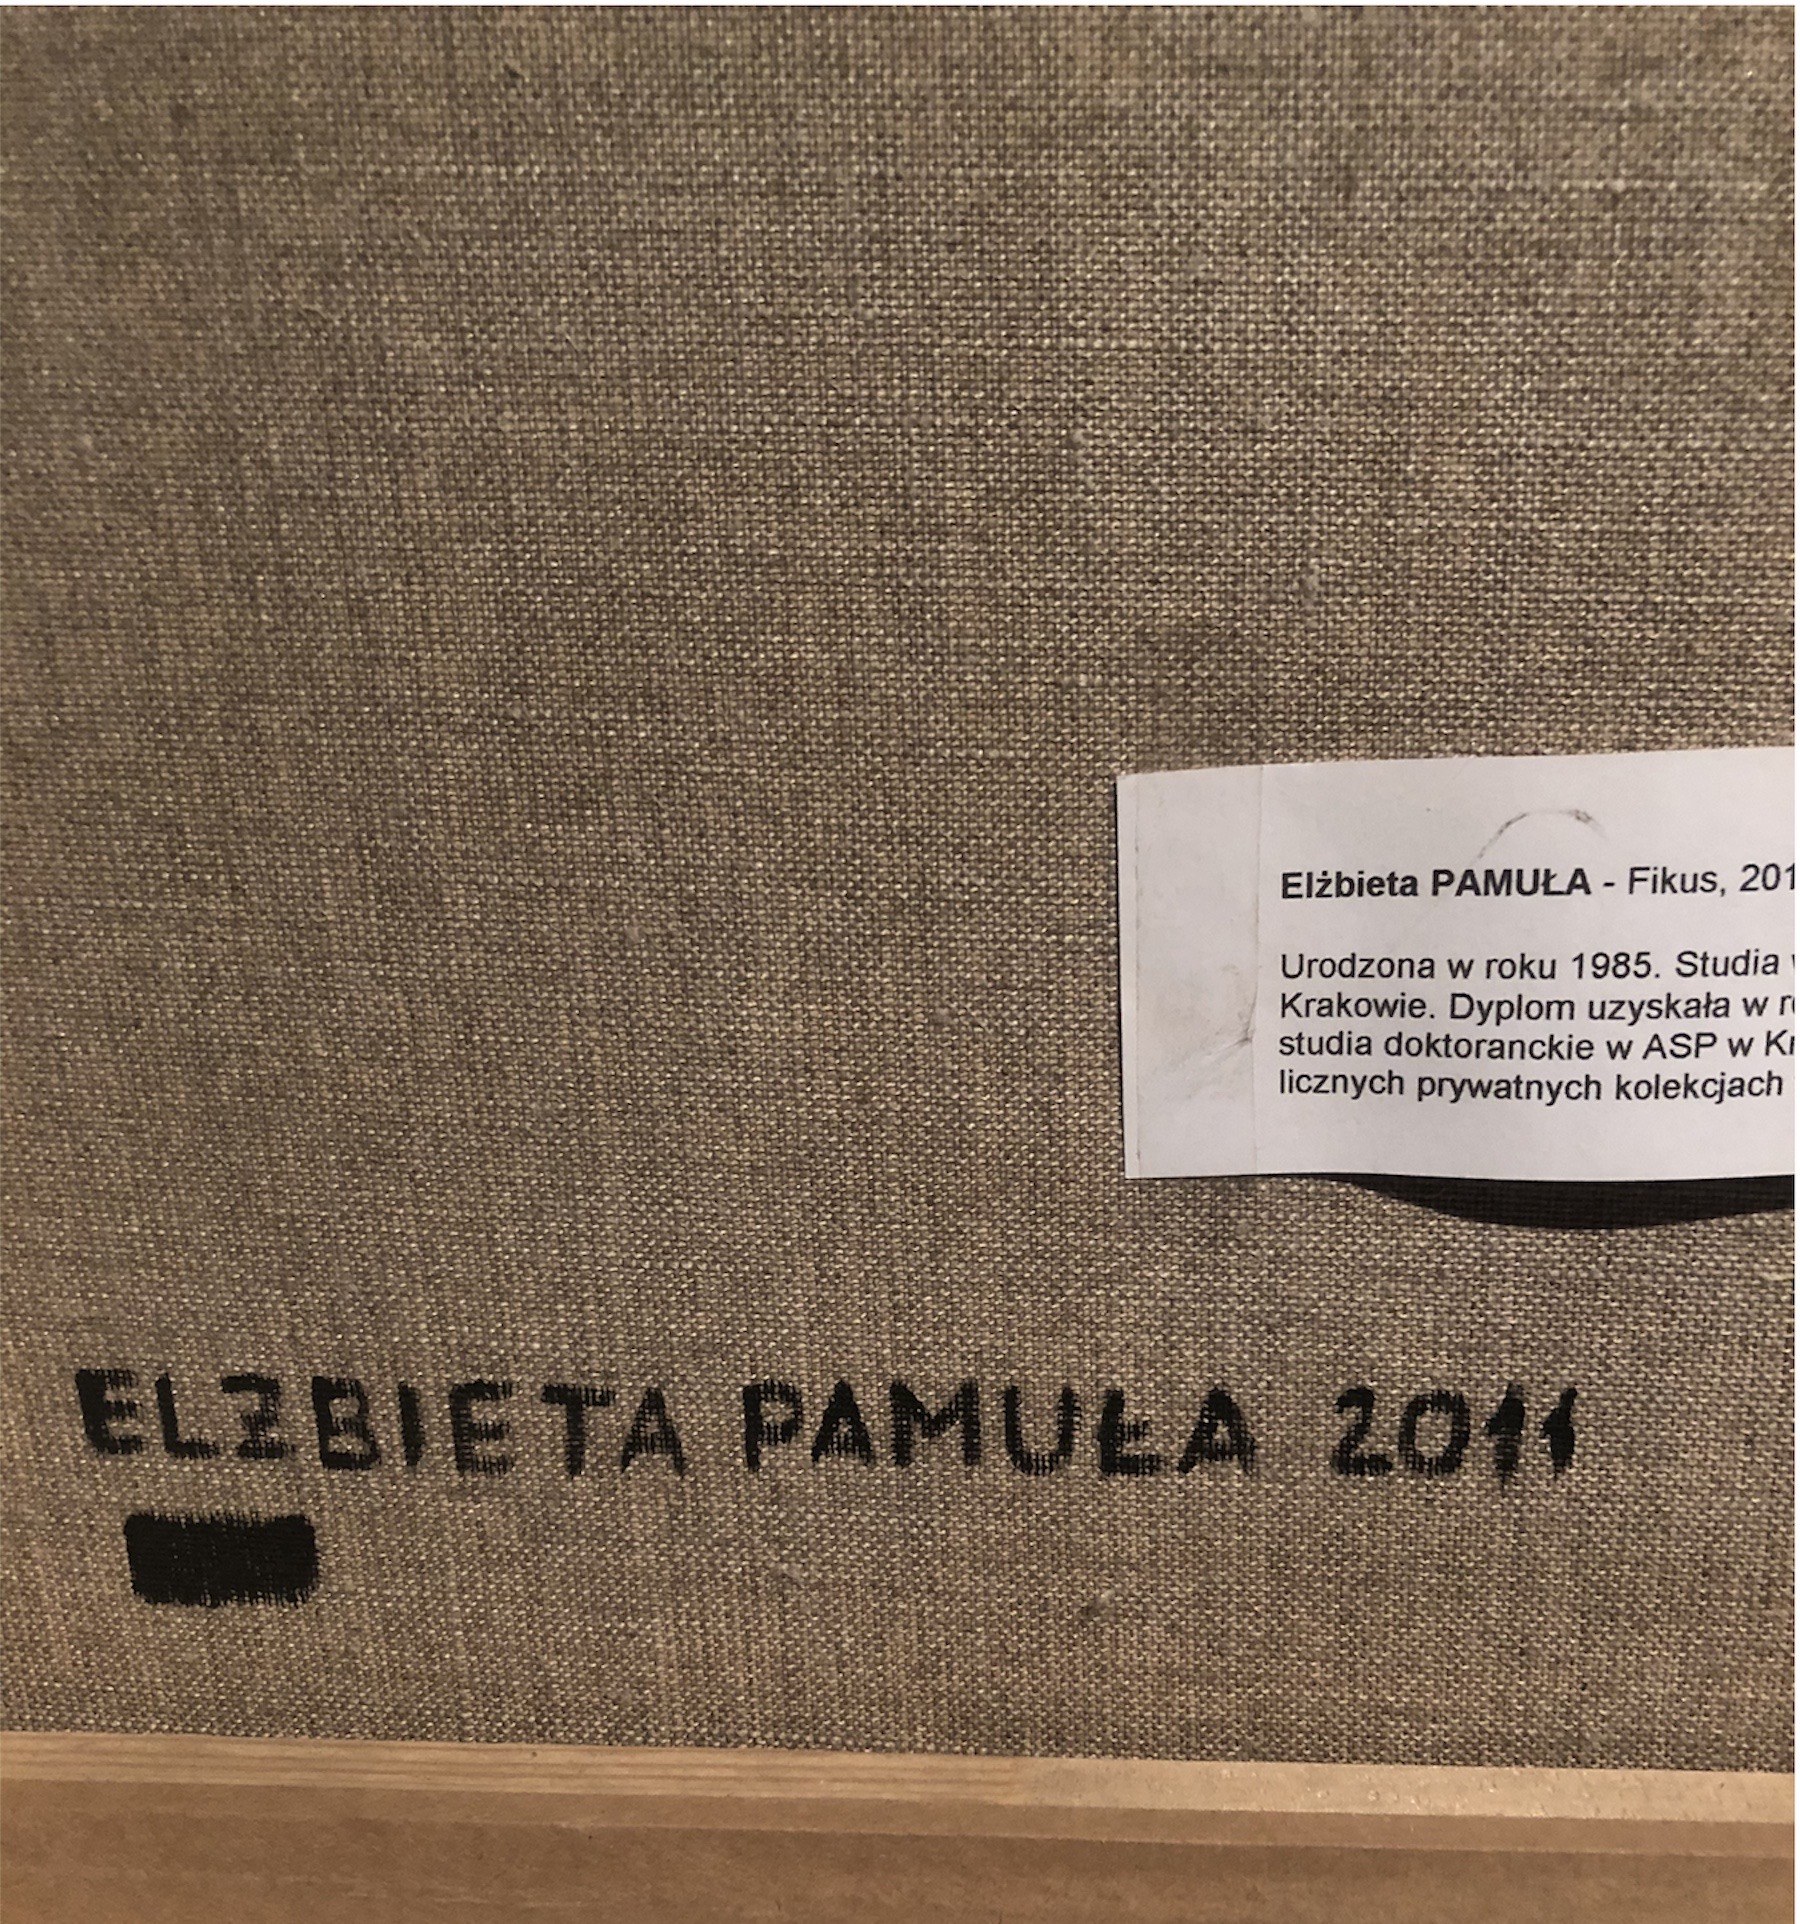 Elżbieta PAMUŁA - Fikus, 201
Urodzona w roku 1985. Studia
Krakowie. Dyplom uzyskała w
studia doktoranckie w ASP w
licznych prywatnych kolekcjach
ELŻBIETA PAMUŁA 2011